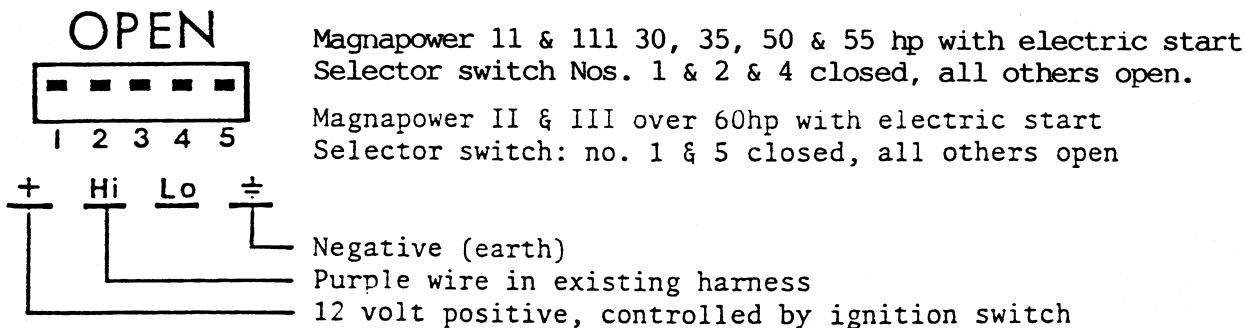 OPEN
1 2 3 4 5
+ Hi Lo ⏚
Magnapower 11 & 111 30, 35, 50 & 55 hp with electric start
Selector switch Nos. 1 & 2 & 4 closed, all others open.
Magnapower II & III over 60hp with electric start
Selector switch: no. 1 & 5 closed, all others open
Negative (earth)
Purple wire in existing harness
12 volt positive, controlled by ignition switch